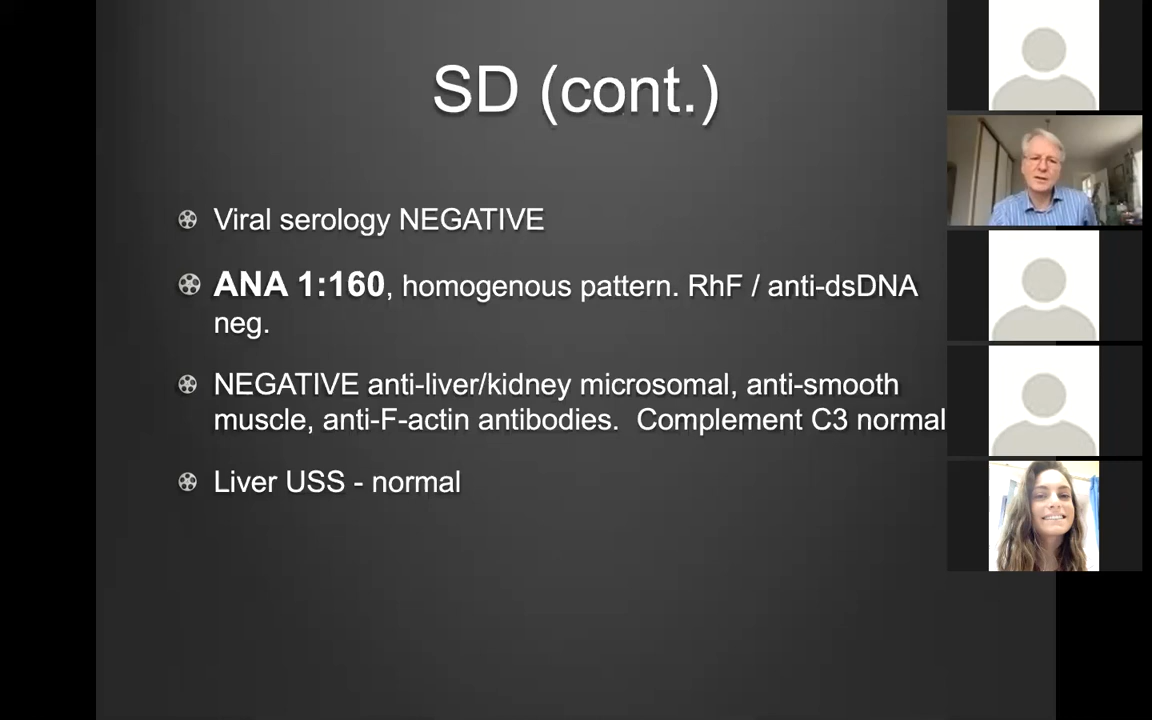 SD (cont.)
Viral serology NEGATIVE
ANA 1:160, homogenous pattern. RhF / anti-dsDNA
neg.
NEGATIVE anti-liver/kidney microsomal, anti-smooth
muscle, anti-F-actin antibodies.  Complement C3 normal
Liver USS - normal